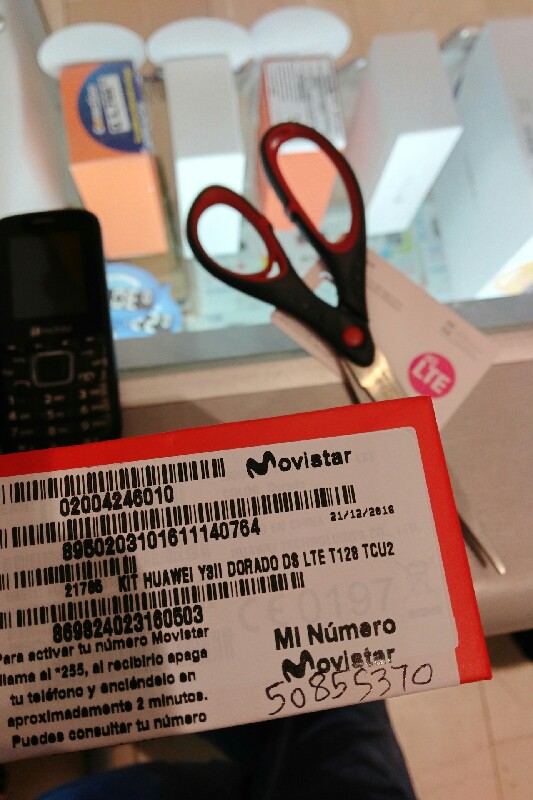 LTE
Movistar
02004246010
21/12/2016
8950203101611140764
21765 KIT HUAWEI Y3II DORADO DS LTE T128 TCU2
869824023160503
Para activar tu número Movistar
llama al *255, al recibirlo apaga
tu teléfono y enciéndelo en
aproximadamente 2 minutos.
Puedes consultar tu número
Mi Número
Movistar
50855370
CE0197